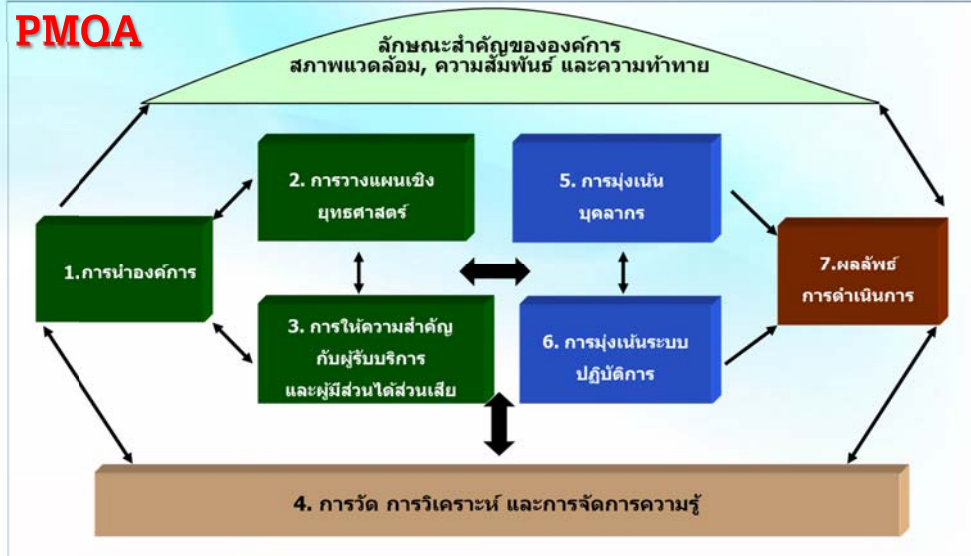 PMQA
ลักษณะสำคัญขององค์การ
สภาพแวดล้อม, ความสัมพันธ์ และความท้าทาย
2. การวางแผนเชิง
ยุทธศาสตร์
5. การมุ่งเน้น
บุคลากร
1.การนำองค์การ
7.ผลลัพธ์
การดำเนินการ
3. การให้ความสำคัญ
กับผู้รับบริการ
และผู้มีส่วนได้ส่วนเสีย
6. การมุ่งเน้นระบบ
ปฏิบัติการ
4. การวัด การวิเคราะห์ และการจัดการความรู้